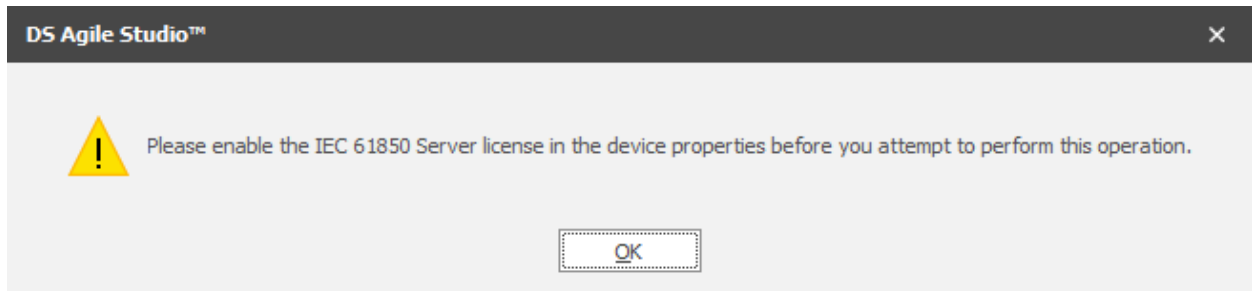 DS Agile Studio™
Please enable the IEC 61850 Server license in the device properties before you attempt to perform this operation.
OK